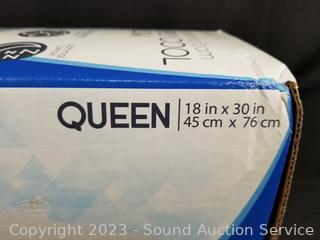 QUEEN
18 in x 30 in
45 cm x 76 cm
Copyright 2023 - Sound Auction Service